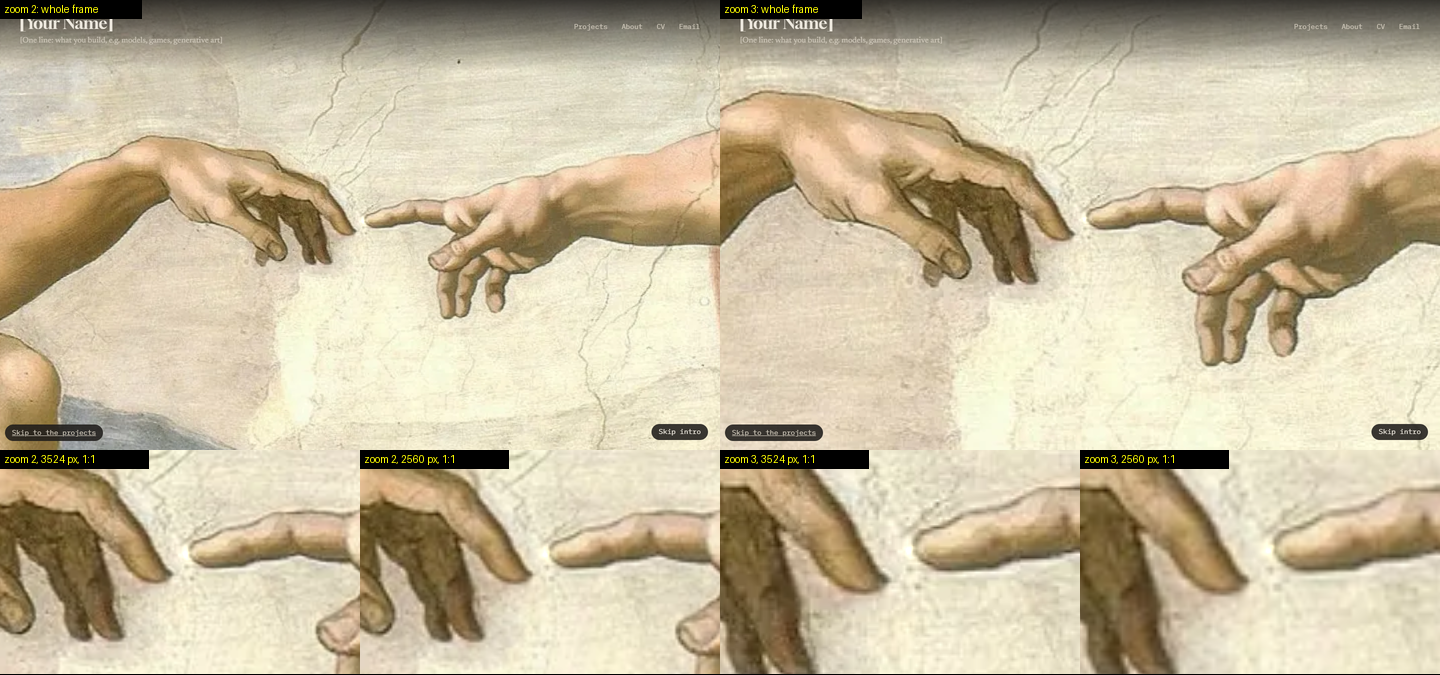 zoom 2: whole frame
[Your Name]
[One line: what you build, e.g. models, games, generative art]
Projects About CV Email
Skip to the projects
Skip intro
zoom 3: whole frame
[Your Name]
[One line: what you build, e.g. models, games, generative art]
Projects About CV Email
Skip to the projects
Skip intro
zoom 2, 3524 px, 1:1
zoom 2, 2560 px, 1:1
zoom 3, 3524 px, 1:1
zoom 3, 2560 px, 1:1